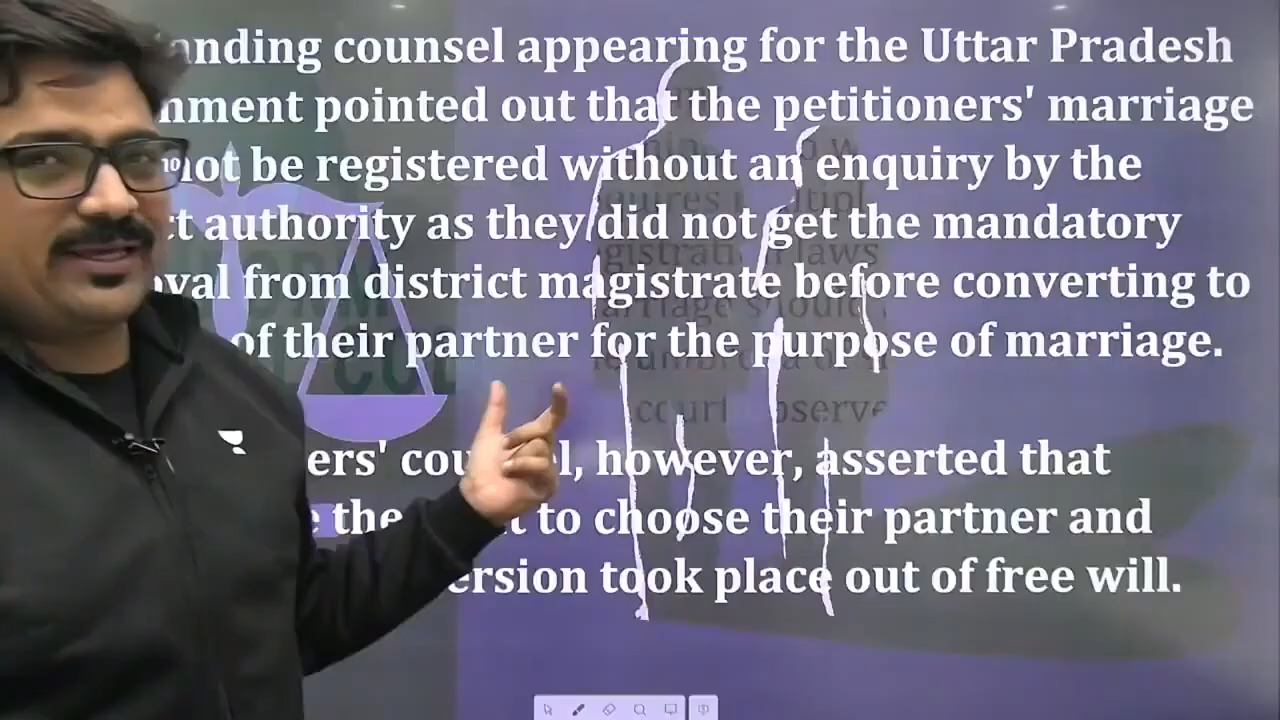 anding counsel appearing for the Uttar Pradesh
nment pointed out that the petitioners' marriage
not be registered without an enquiry by the
ct authority as they did not get the mandatory
oval from district magistrate before converting to
of their partner for the purpose of marriage.
ers' cou l, however, asserted that
e the t to choose their partner and
ersion took place out of free will.